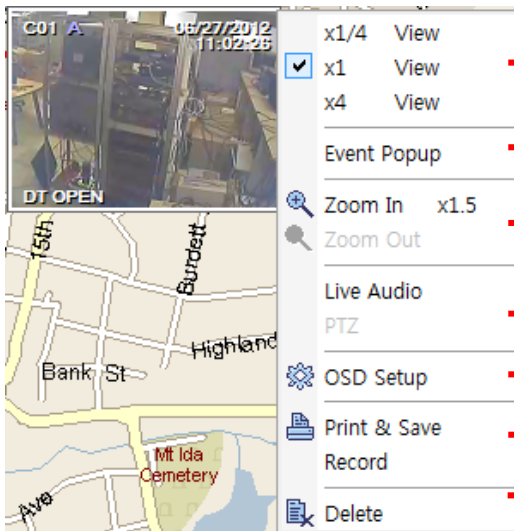 C01 A 06/27/2012
11:02:26
DT OPEN
x1/4 View
x1 View
x4 View
Event Popup
Zoom In x1.5
Zoom Out
Live Audio
PTZ
OSD Setup
Print & Save
Record
Delete
15th
Burdett
Highland
Bank St
Mt Ida
Cemetery
Ave